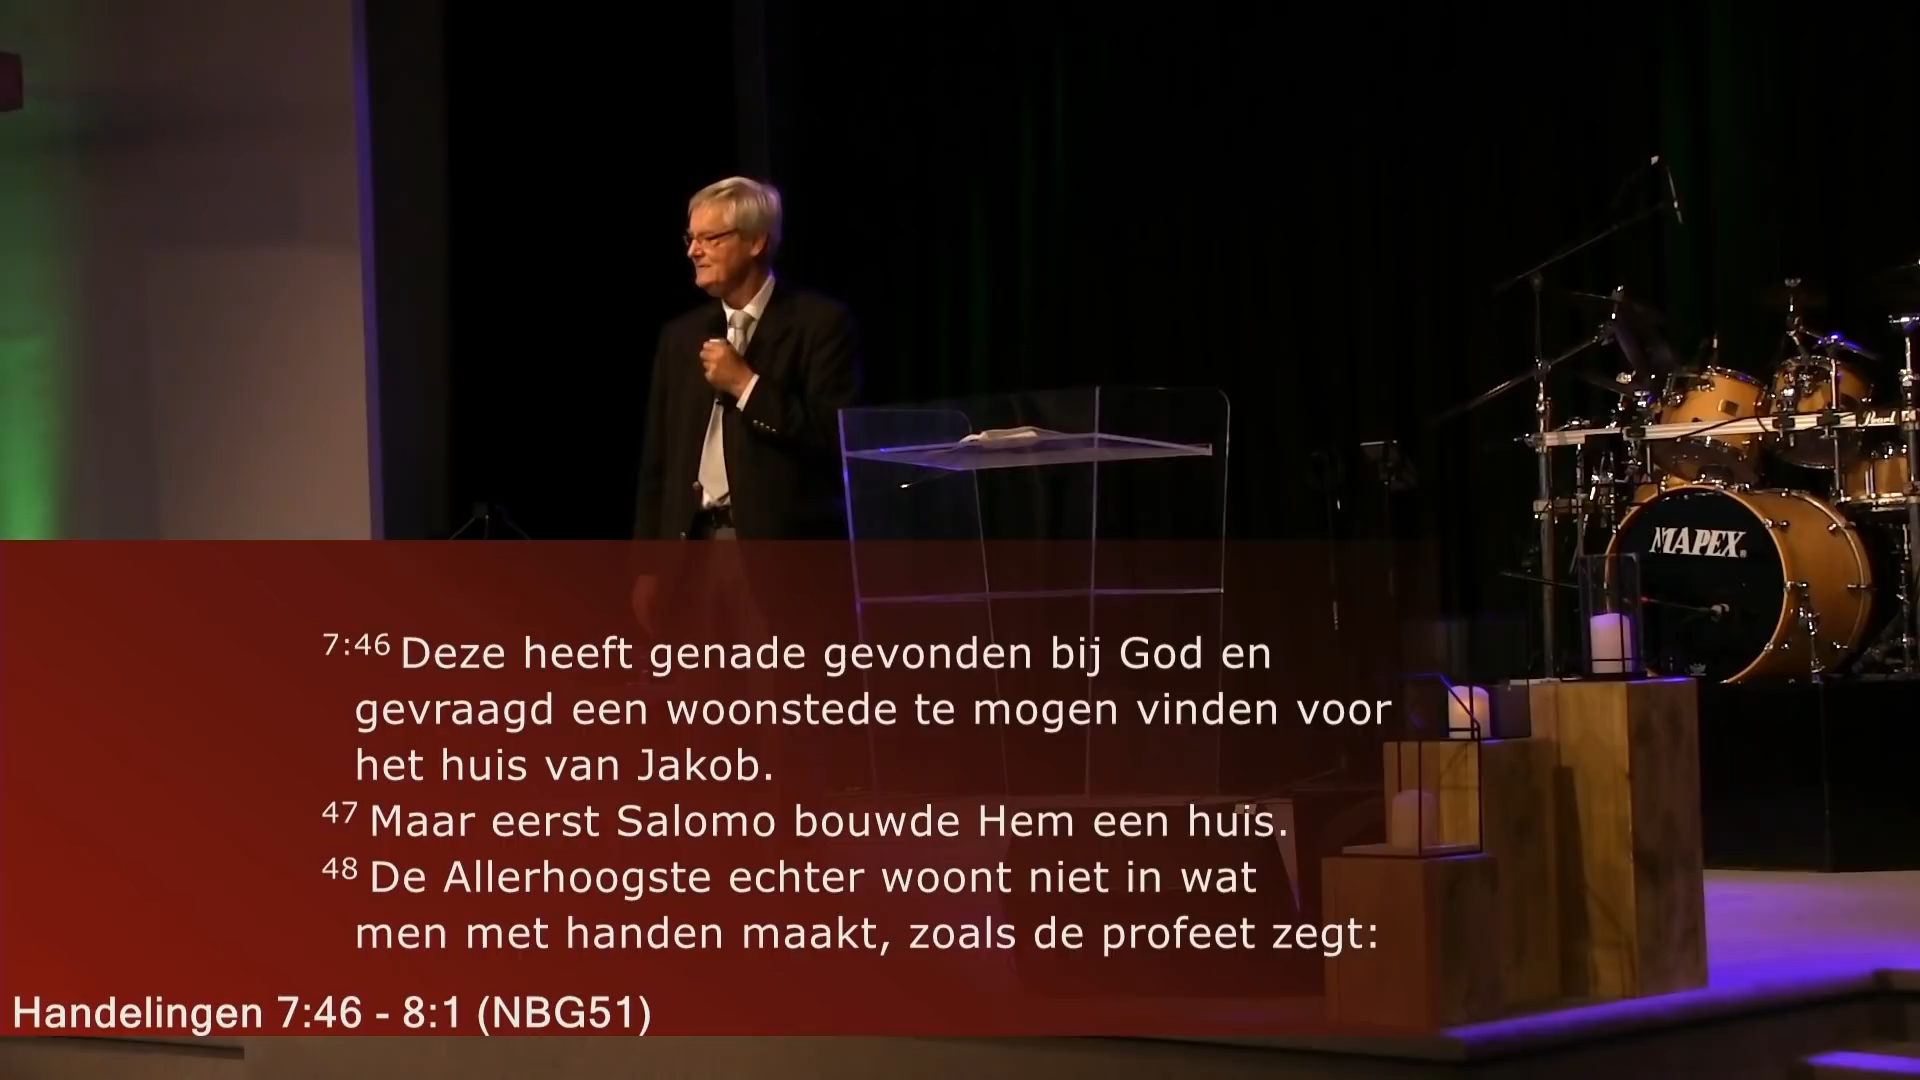 MAPEX®
7:46 Deze heeft genade gevonden bij God en
gevraagd een woonstede te mogen vinden voor
het huis van Jakob.
47 Maar eerst Salomo bouwde Hem een huis.
48 De Allerhoogste echter woont niet in wat
men met handen maakt, zoals de profeet zegt:
Handelingen 7:46 - 8:1 (NBG51)